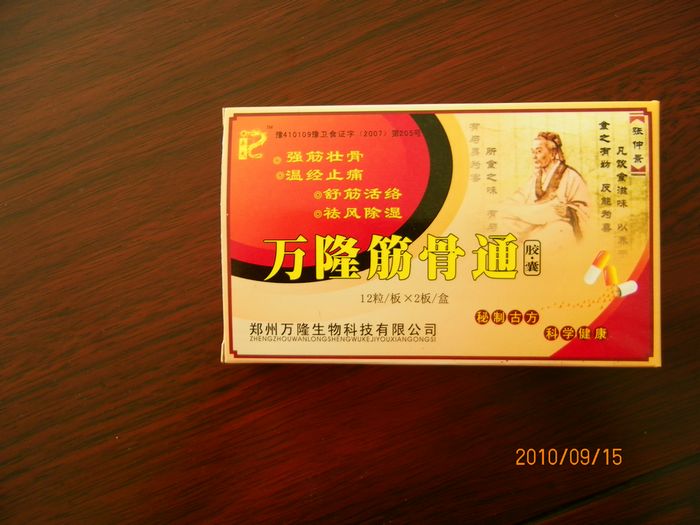 豫410109豫卫食证字（2007）第205号
强筋壮骨
温经止痛
舒筋活络
祛风除湿
张仲景
凡饮食滋味
食之有妨
所食之味
万隆筋骨通
胶·囊
12粒/板×2板/盒
秘制古方
科学健康
郑州万隆生物科技有限公司
ZHENGZHOUWANLONGSHENGWUKEJIYOUXIANGONGSI
2010/09/15